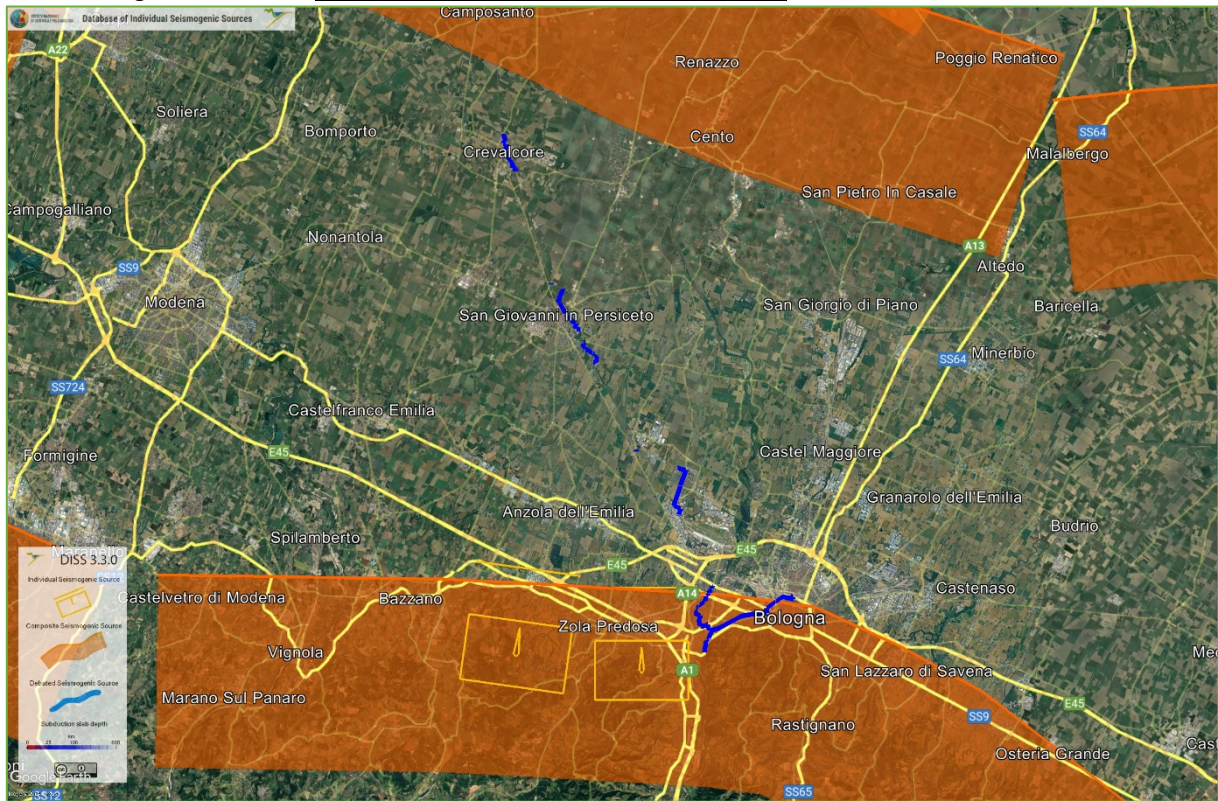 Database of Individual Seismogenic Sources
Camposanto
A22
Renazzo
Poggio Renatico
Soliera
Bomporto
Cento
SS64
Crevalcore
Malalbergo
San Pietro In Casale
Campogalliano
Nonantola
A13
Altedo
SS9
Modena
San Giorgio di Piano
Baricella
San Giovanni in Persiceto
Minerbio
SS64
SS724
Castelfranco Emilia
E45
Castel Maggiore
Formigine
Granarolo dell'Emilia
Anzola dell'Emilia
Budrio
Spilamberto
E45
Maranello
DISS 3.3.0
Individual Seismogenic Source
Castelvetro di Modena
Bazzano
A14
Castenaso
Zola Predosa
Bologna
Composite Seismogenic Source
Vignola
San Lazzaro di Savena
A1
Debated Seismogenic Source
Marano Sul Panaro
E45
Rastignano
SS9
Subduction slab depth
Osteria Grande
Google Earth
SS12
SS65